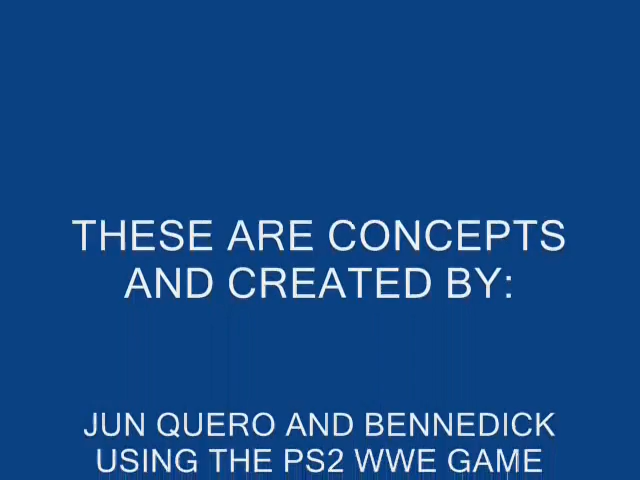 THESE ARE CONCEPTS
AND CREATED BY:
JUN QUERO AND BENNEDICK
USING THE PS2 WWE GAME